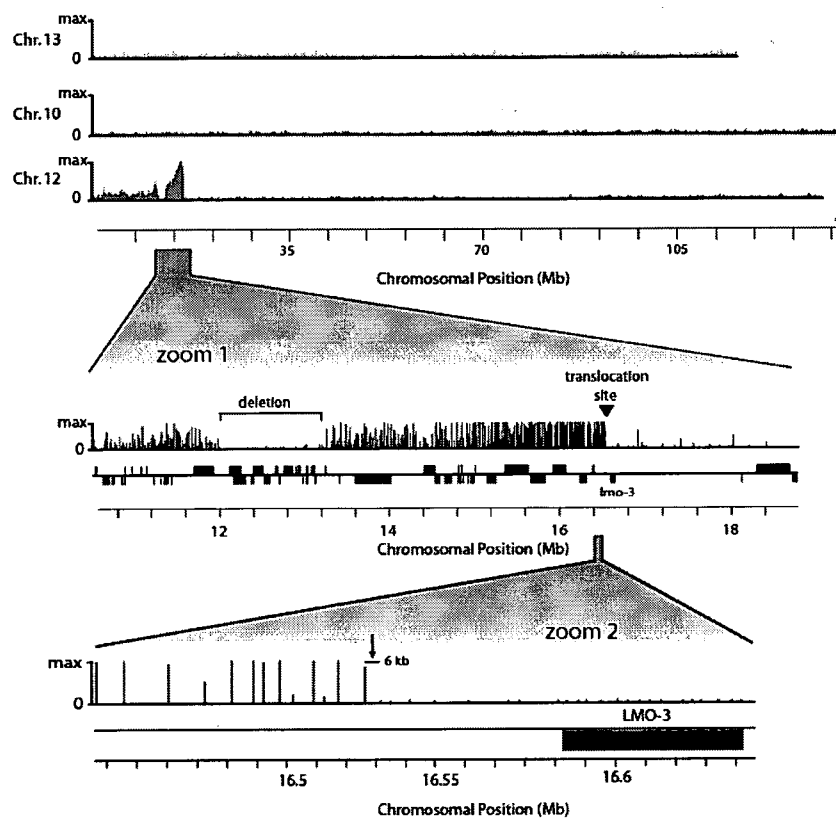 max
Chr.13
0
max
Chr.10
0
max
Chr.12
0
35 70 105
Chromosomal Position (Mb)
zoom 1
translocation
site
deletion
max
0
lmo-3
12 14 16 18
Chromosomal Position (Mb)
zoom 2
max
6 kb
0
LMO-3
16.5 16.55 16.6
Chromosomal Position (Mb)